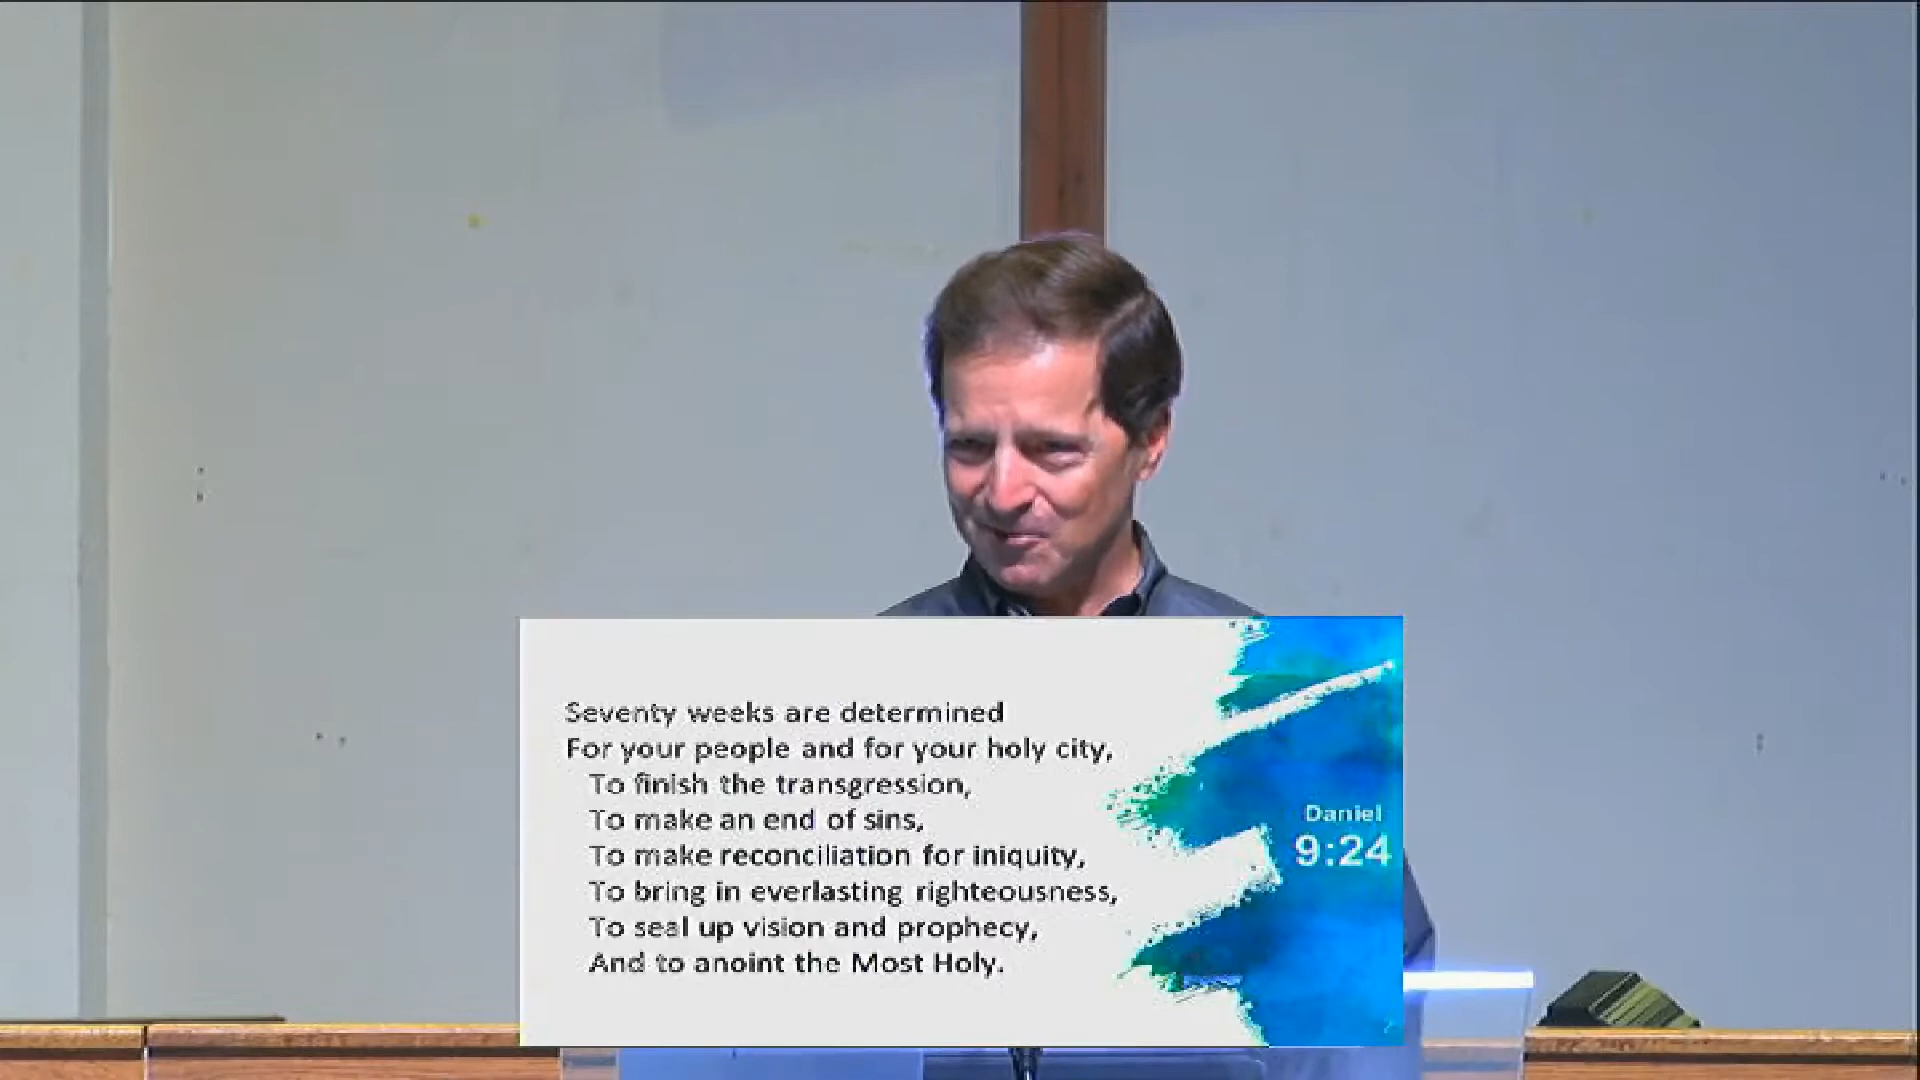 Seventy weeks are determined
For your people and for your holy city,
To finish the transgression,
To make an end of sins,
To make reconciliation for iniquity,
To bring in everlasting righteousness,
To seal up vision and prophecy,
And to anoint the Most Holy.
Daniel
9:24